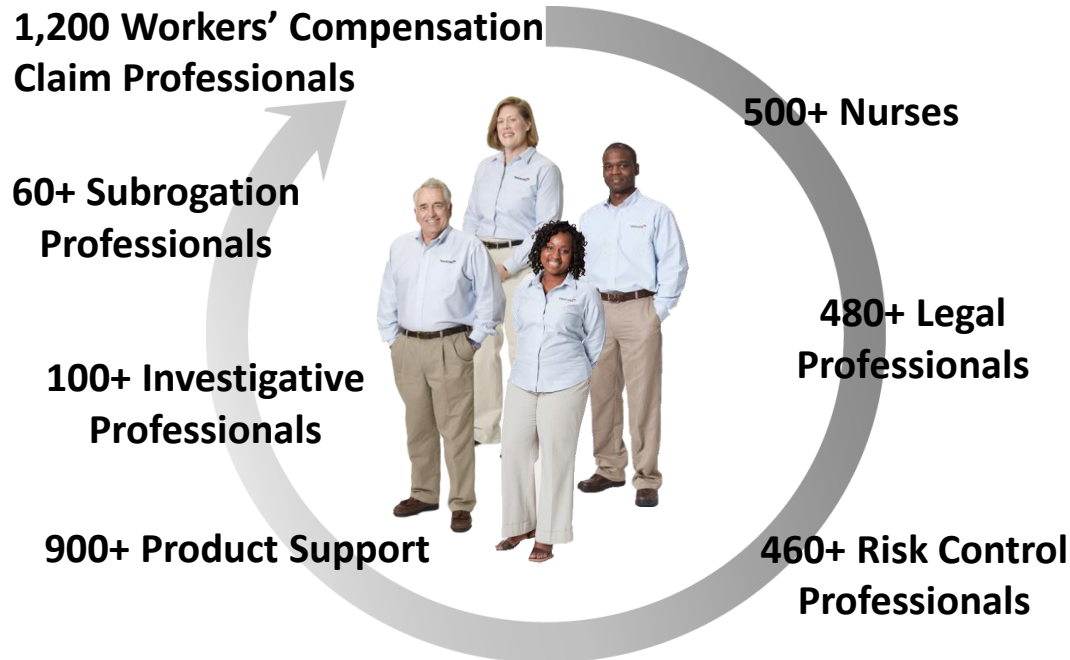 1,200 Workers’ Compensation
Claim Professionals
500+ Nurses
480+ Legal
Professionals
460+ Risk Control
Professionals
900+ Product Support
100+ Investigative
Professionals
60+ Subrogation
Professionals